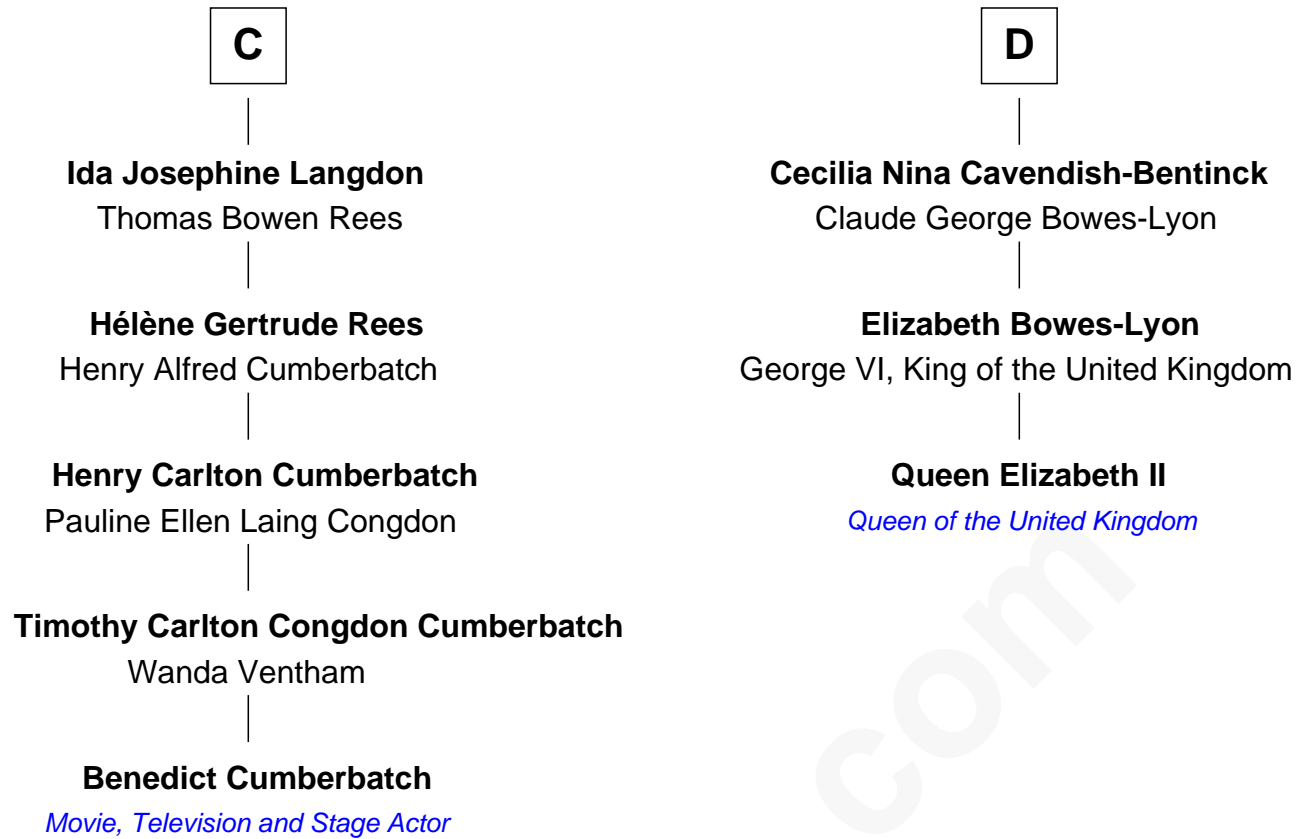 C
Ida Josephine Langdon
Thomas Bowen Rees
Hélène Gertrude Rees
Henry Alfred Cumberbatch
Henry Carlton Cumberbatch
Pauline Ellen Laing Congdon
Timothy Carlton Congdon Cumberbatch
Wanda Ventham
Benedict Cumberbatch
Movie, Television and Stage Actor
D
Cecilia Nina Cavendish-Bentinck
Claude George Bowes-Lyon
Elizabeth Bowes-Lyon
George VI, King of the United Kingdom
Queen Elizabeth II
Queen of the United Kingdom
com